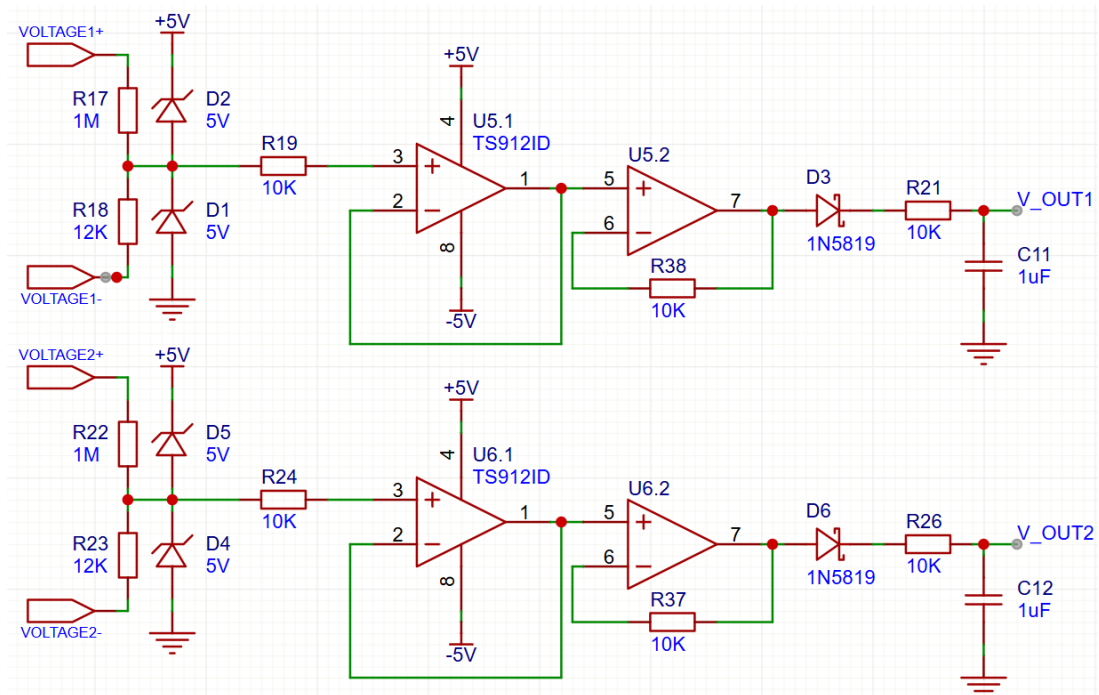 VOLTAGE1+
+5V
R17
1M
D2
5V
+5V
4
U5.1
TS912ID
R19
10K
3
2
1
8
-5V
R18
12K
D1
5V
VOLTAGE1-
U5.2
5
6
7
R38
10K
D3
1N5819
R21
10K
V_OUT1
C11
1uF
VOLTAGE2+
+5V
R22
1M
D5
5V
+5V
4
U6.1
TS912ID
R24
10K
3
2
1
8
-5V
R23
12K
D4
5V
VOLTAGE2-
U6.2
5
6
7
R37
10K
D6
1N5819
R26
10K
V_OUT2
C12
1uF